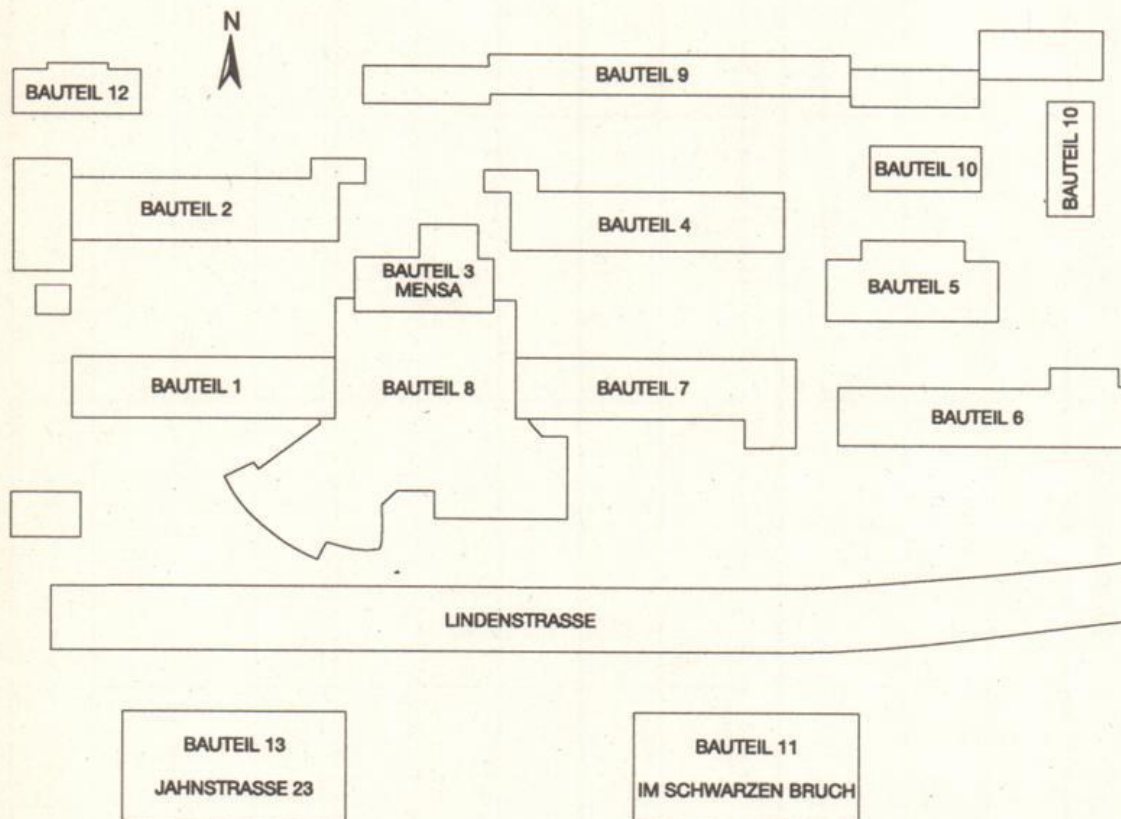 N
BAUTEIL 12
BAUTEIL 9
BAUTEIL 10
BAUTEIL 10
BAUTEIL 2
BAUTEIL 4
BAUTEIL 3
MENSA
BAUTEIL 5
BAUTEIL 1
BAUTEIL 8
BAUTEIL 7
BAUTEIL 6
LINDENSTRASSE
BAUTEIL 13
JAHNSTRASSE 23
BAUTEIL 11
IM SCHWARZEN BRUCH